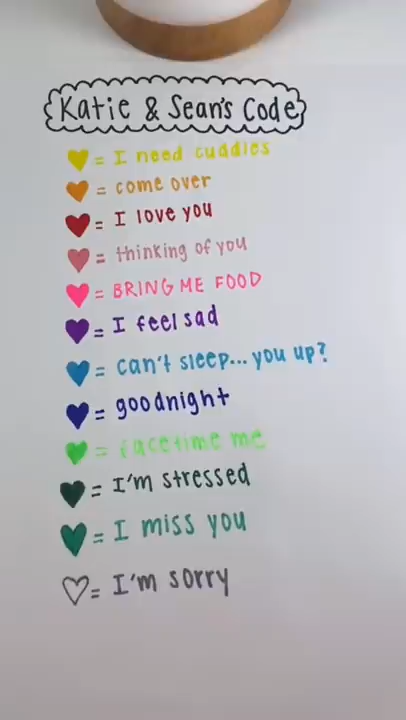 Katie & Sean's Code
= I need cuddles
= come over
= I love you
= thinking of you
= BRING ME FOOD
= I feel sad
= can't sleep... you up?
= goodnight
= facetime me
= I'm stressed
= I miss you
= I'm sorry